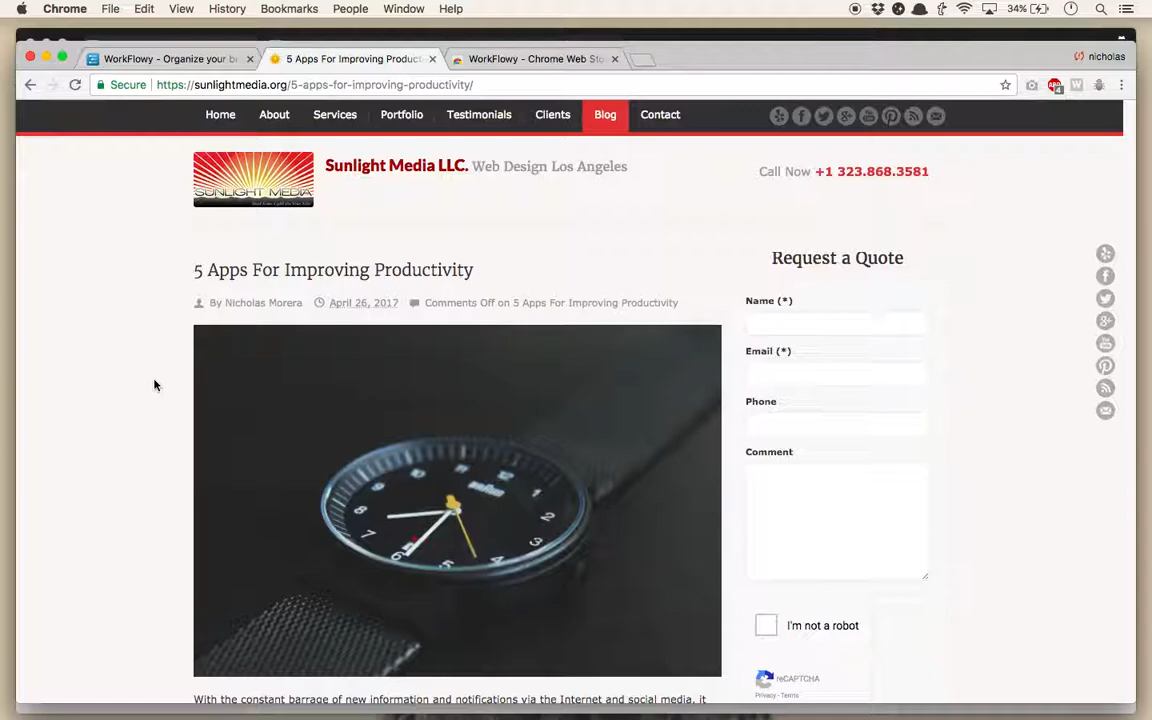 Chrome File Edit View History Bookmarks People Window Help 34%
WorkFlowy - Organize your b
5 Apps For Improving Product
WorkFlowy - Chrome Web Sto
nicholas
Secure https://sunlightmedia.org/5-apps-for-improving-productivity/
Home About Services Portfolio Testimonials Clients Blog Contact
SUNLIGHT MEDIA
Sunlight Media LLC. Web Design Los Angeles
Call Now +1 323.868.3581
5 Apps For Improving Productivity
By Nicholas Morera April 26, 2017 Comments Off on 5 Apps For Improving Productivity
Request a Quote
Name (*)
Email (*)
Phone
Comment
I'm not a robot
reCAPTCHA
Privacy - Terms
With the constant barrage of new information and notifications via the Internet and social media, it